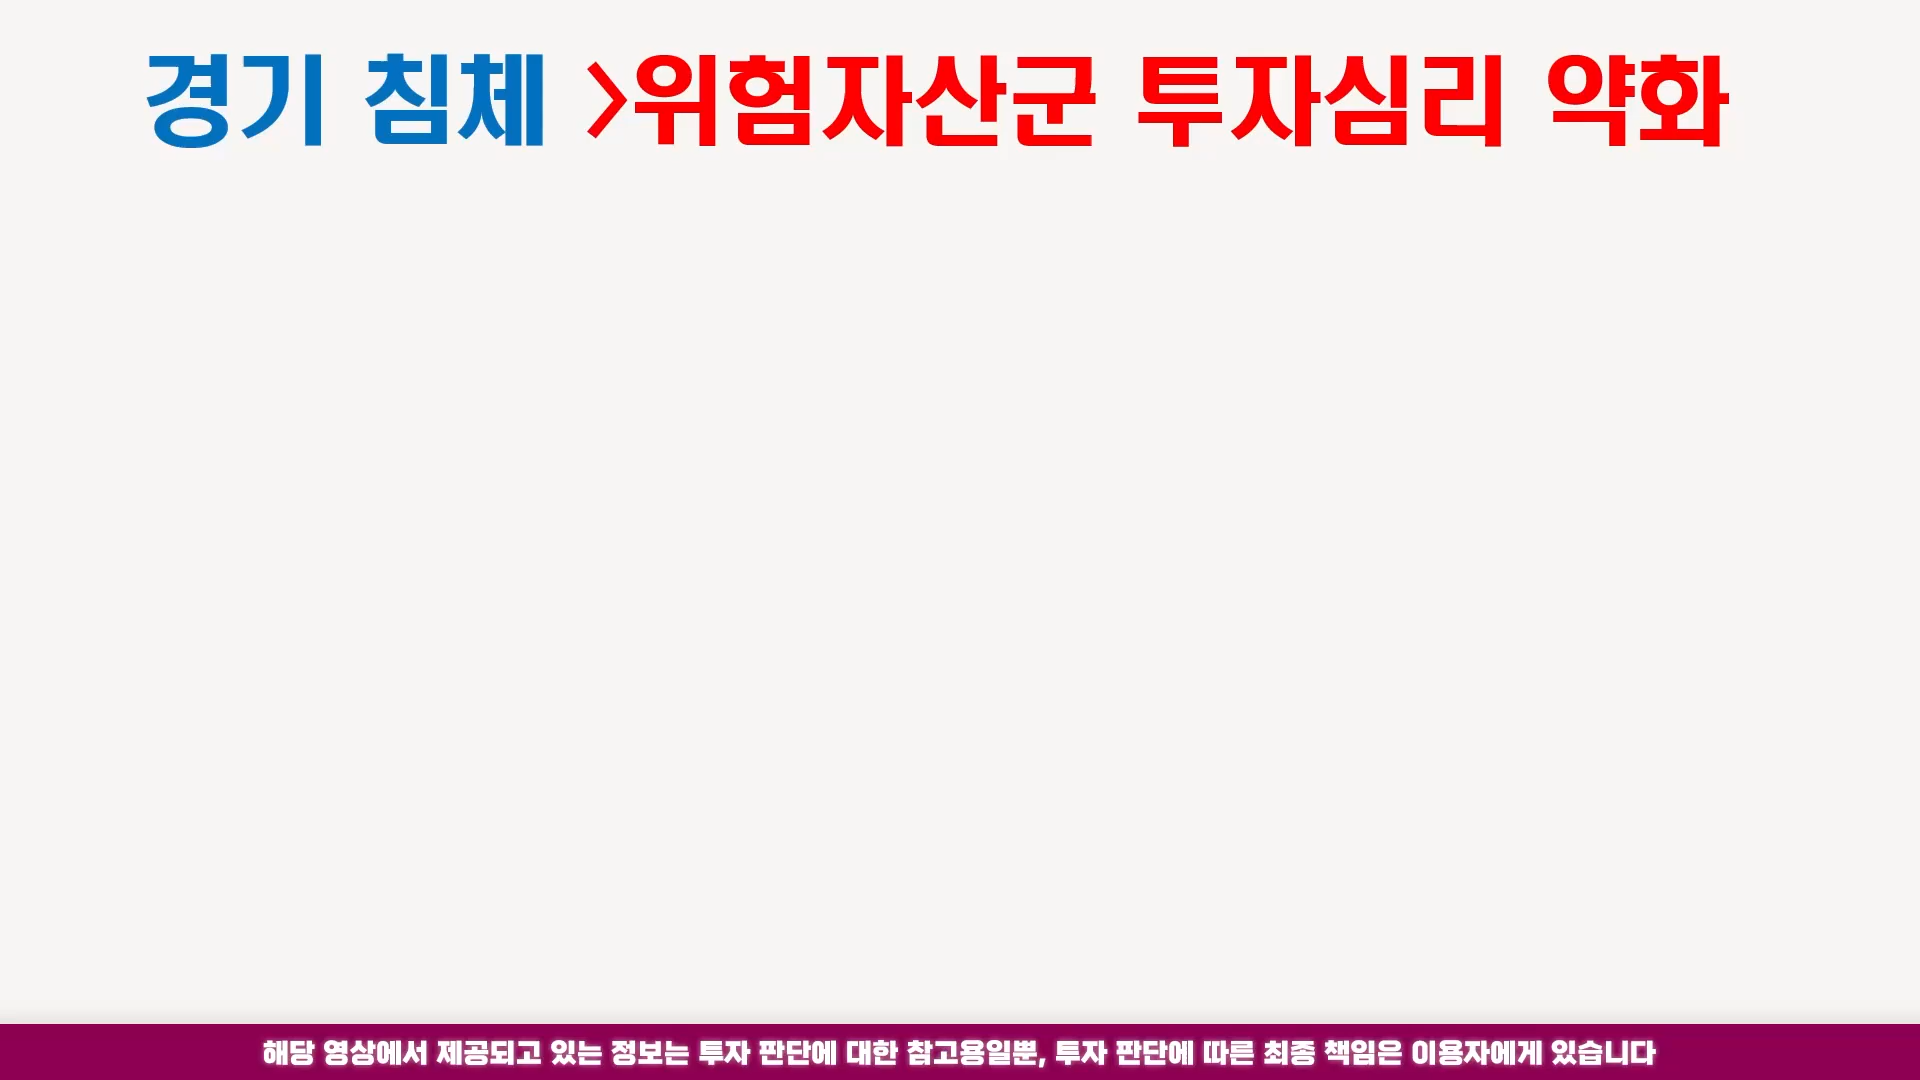 경기 침체 >위험자산군 투자심리 약화
해당 영상에서 제공되고 있는 정보는 투자 판단에 대한 참고용일뿐, 투자 판단에 따른 최종 책임은 이용자에게 있습니다